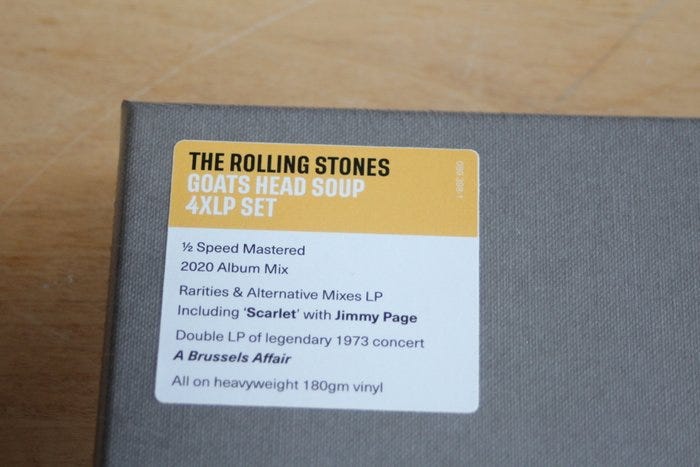 THE ROLLING STONES
GOATS HEAD SOUP
4XLP SET
½ Speed Mastered
2020 Album Mix
Rarities & Alternative Mixes LP
Including ‘Scarlet’ with Jimmy Page
Double LP of legendary 1973 concert
A Brussels Affair
All on heavyweight 180gm vinyl